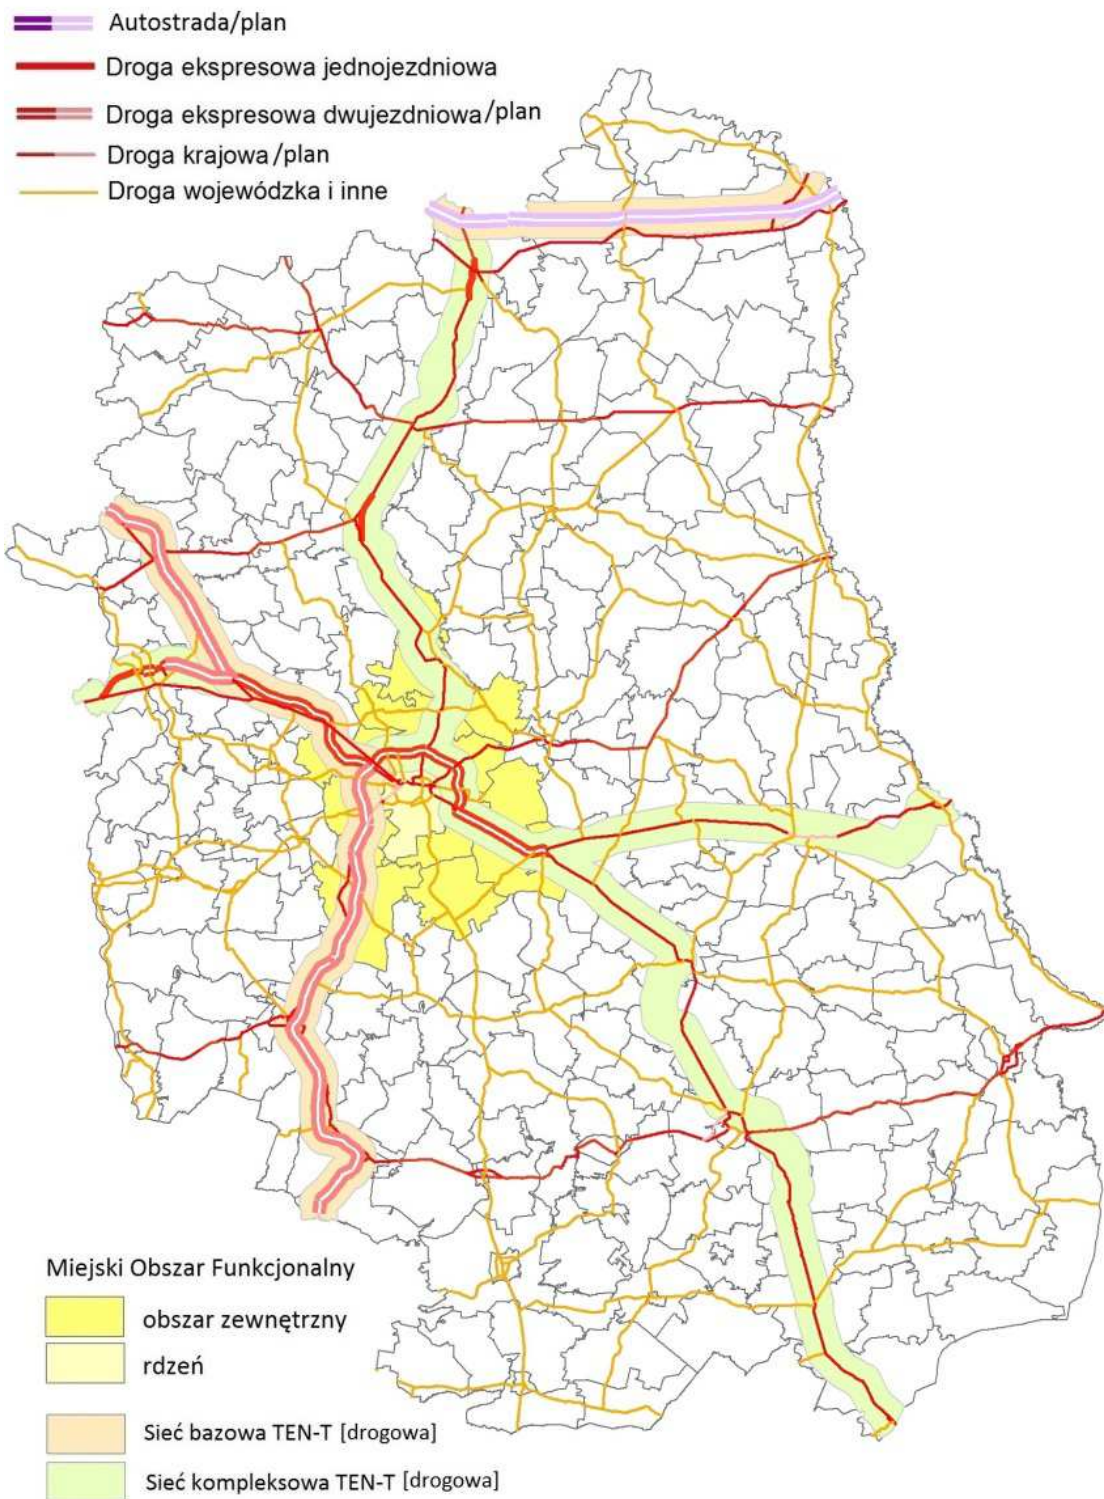 Autostrada/plan
Droga ekspresowa jednojezdniowa
Droga ekspresowa dwujezdniowa/plan
Droga krajowa/plan
Droga wojewódzka i inne
Miejski Obszar Funkcjonalny
obszar zewnętrzny
rdzeń
Sieć bazowa TEN-T [drogowa]
Sieć kompleksowa TEN-T [drogowa]